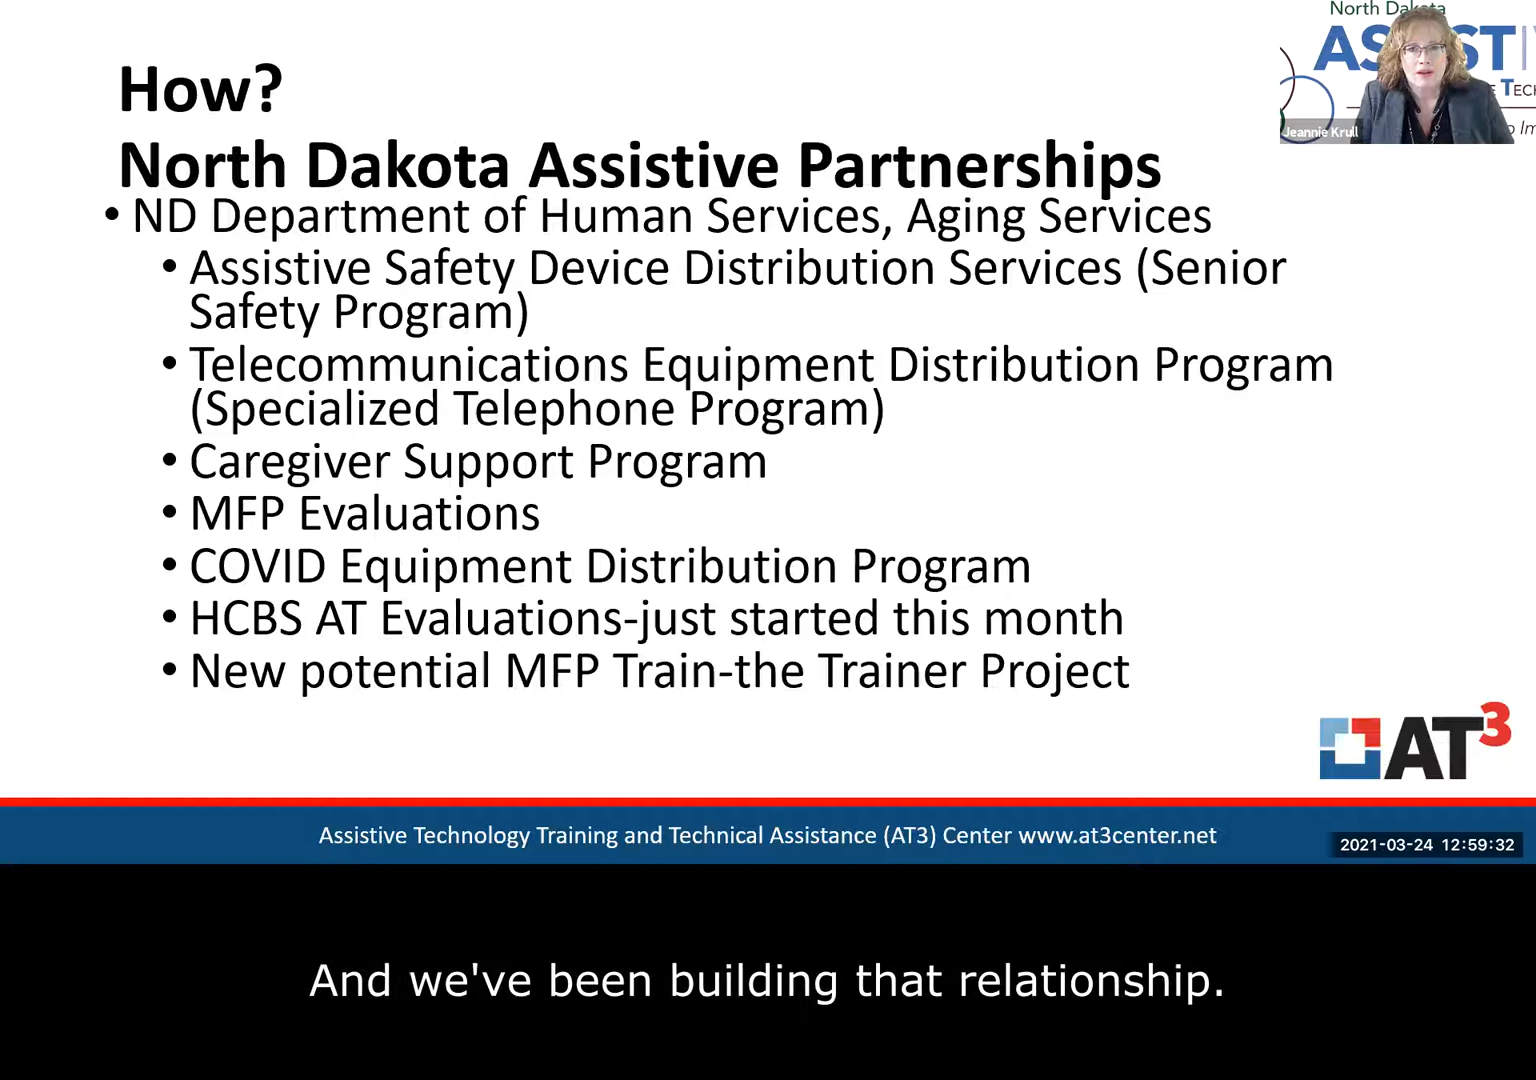 North Dakota
How?
Jeannie Krull
North Dakota Assistive Partnerships
• ND Department of Human Services, Aging Services
• Assistive Safety Device Distribution Services (Senior
Safety Program)
• Telecommunications Equipment Distribution Program
(Specialized Telephone Program)
• Caregiver Support Program
• MFP Evaluations
• COVID Equipment Distribution Program
• HCBS AT Evaluations-just started this month
• New potential MFP Train-the Trainer Project
AT3
Assistive Technology Training and Technical Assistance (AT3) Center www.at3center.net
2021-03-24 12:59:32
And we've been building that relationship.